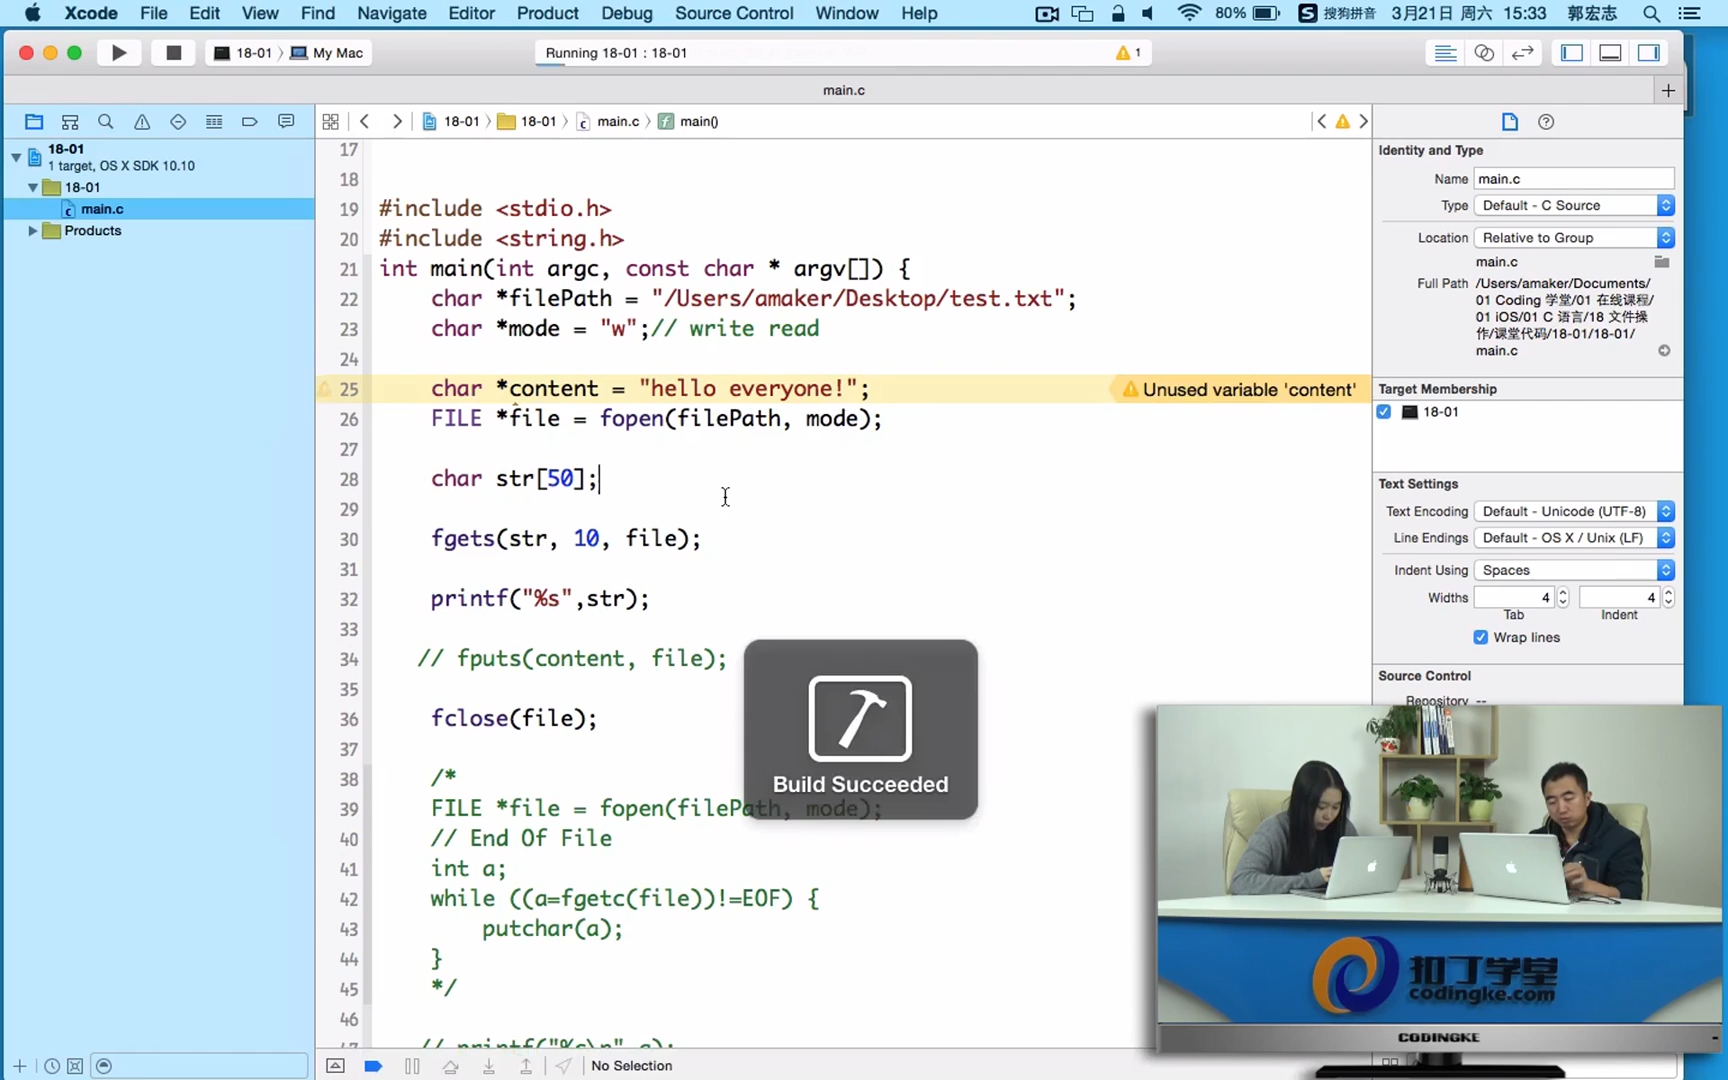 Xcode File Edit View Find Navigate Editor Product Debug Source Control Window Help 80% 搜狗拼音 3月21日 周六 15:33 郭宏志
18-01 My Mac Running 18-01 : 18-01 1
main.c
18-01 18-01 main.c main()
18-01
1 target, OS X SDK 10.10
18-01
main.c
Products
17
18
19 #include <stdio.h>
20 #include <string.h>
21 int main(int argc, const char * argv[]) {
22 char *filePath = "/Users/amaker/Desktop/test.txt";
23 char *mode = "w";// write read
24
25 char *content = "hello everyone!"; Unused variable 'content'
26 FILE *file = fopen(filePath, mode);
27
28 char str[50];
29
30 fgets(str, 10, file);
31
32 printf("%s",str);
33
34 // fputs(content, file);
35
36 fclose(file);
37
38 /*
39 FILE *file = fopen(filePath, mode);
40 // End Of File
41 int a;
42 while ((a=fgetc(file))!=EOF) {
43 putchar(a);
44 }
45 */
46
47 // printf("%s\n",a);
Build Succeeded
No Selection
Identity and Type
Name main.c
Type Default - C Source
Location Relative to Group
main.c
Full Path /Users/amaker/Documents/
01 Coding 学堂/01 在线课程/
01 iOS/01 C 语言/18 文件操
作/课堂代码/18-01/18-01/
main.c
Target Membership
18-01
Text Settings
Text Encoding Default - Unicode (UTF-8)
Line Endings Default - OS X / Unix (LF)
Indent Using Spaces
Widths 4 4
Tab Indent
Wrap lines
Source Control
Repository --
扣丁学堂
codingke.com
CODINGKE